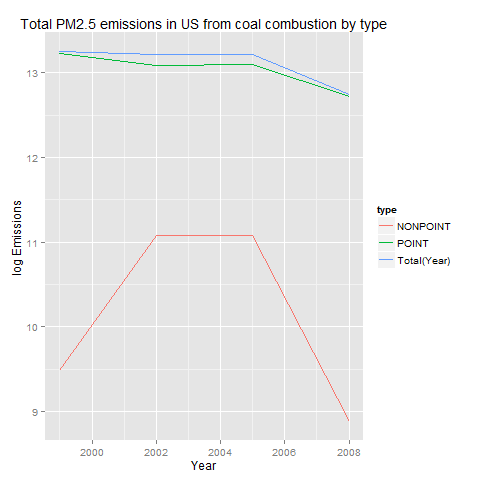 Total PM2.5 emissions in US from coal combustion by type
log Emissions
13
12
11
10
9
2000
2002
2004
2006
2008
Year
type
NONPOINT
POINT
Total(Year)